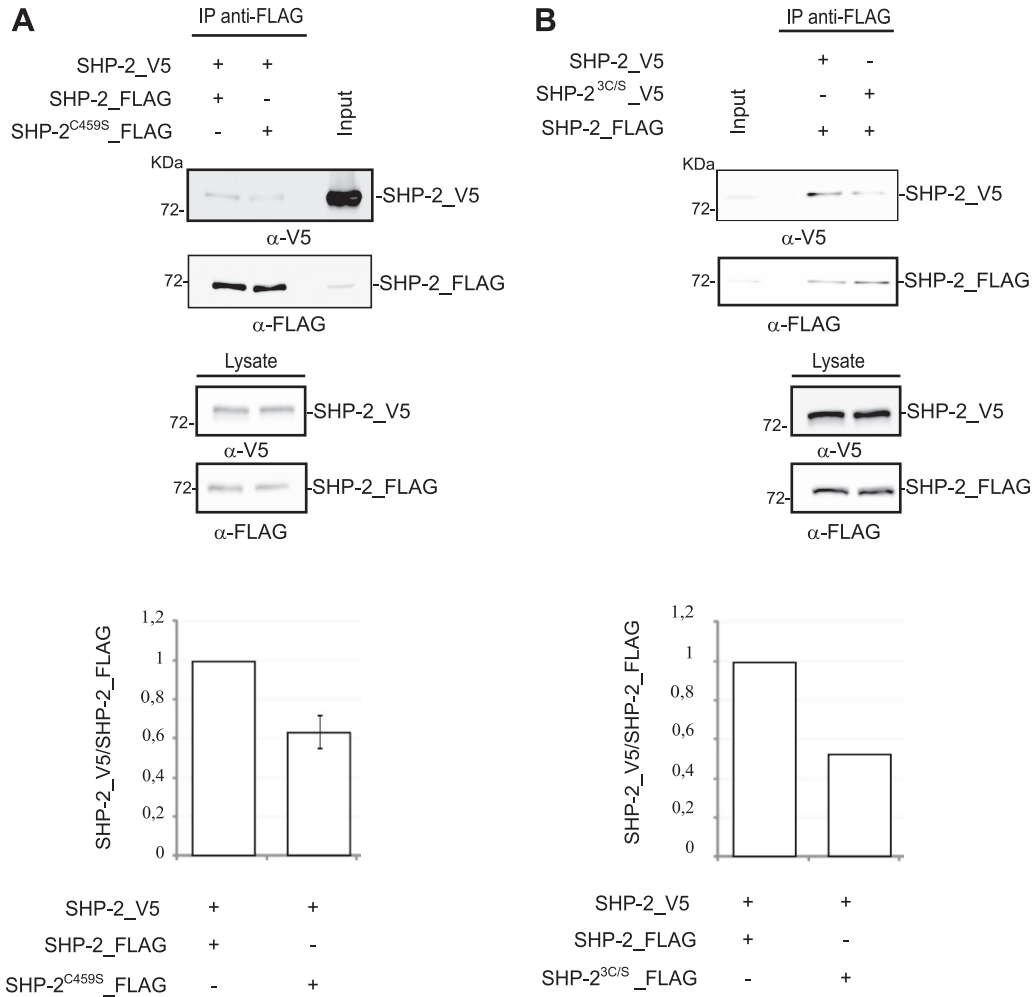 A
IP anti-FLAG
SHP-2_V5 + +
SHP-2_FLAG + -
SHP-2C459S_FLAG - +
Input
KDa
72-
-SHP-2_V5
α-V5
72-
-SHP-2_FLAG
α-FLAG
Lysate
72-
-SHP-2_V5
α-V5
72-
-SHP-2_FLAG
α-FLAG
SHP-2_V5/SHP-2_FLAG
1,2
1
0,8
0,6
0,4
0,2
0
SHP-2_V5 + +
SHP-2_FLAG + -
SHP-2C459S_FLAG - +
B
IP anti-FLAG
SHP-2_V5 + -
SHP-23C/S_V5 - +
SHP-2_FLAG + +
Input
KDa
72-
-SHP-2_V5
α-V5
72-
-SHP-2_FLAG
α-FLAG
Lysate
72-
-SHP-2_V5
α-V5
72-
-SHP-2_FLAG
α-FLAG
SHP-2_V5/SHP-2_FLAG
1,2
1
0,8
0,6
0,4
0,2
0
SHP-2_V5 + +
SHP-2_FLAG + -
SHP-23C/S_FLAG - +